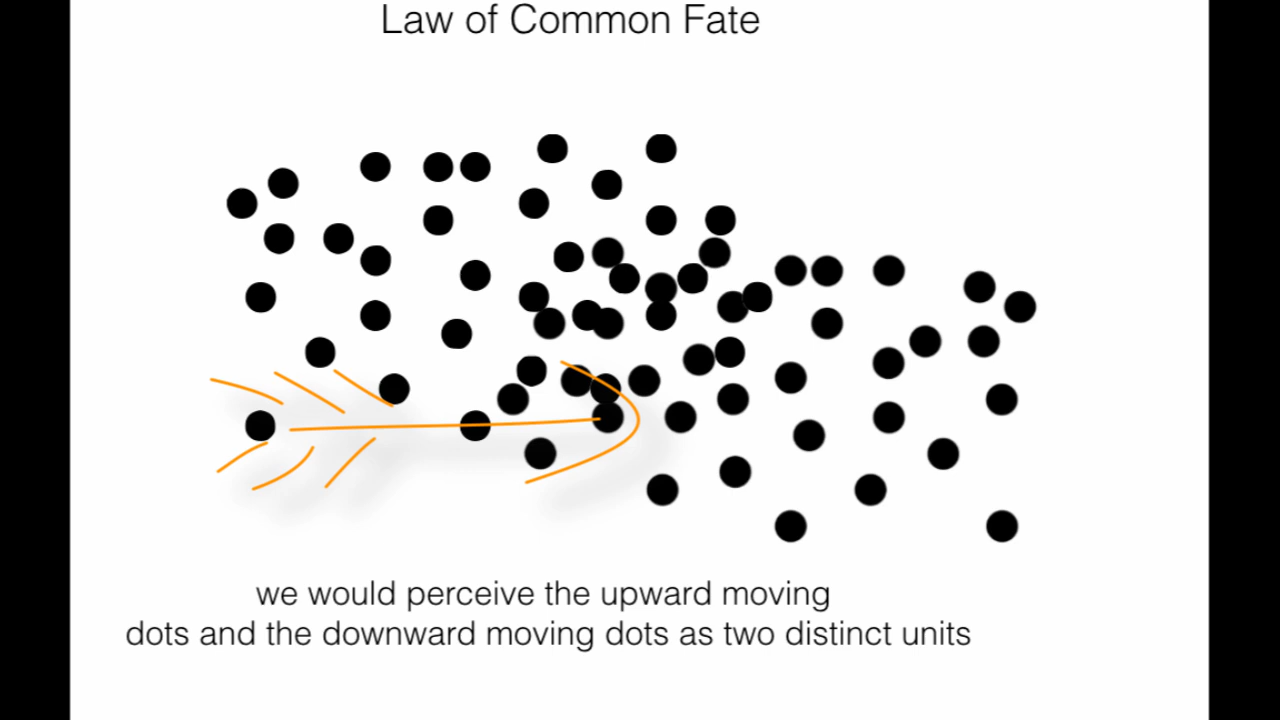 Law of Common Fate
we would perceive the upward moving
dots and the downward moving dots as two distinct units